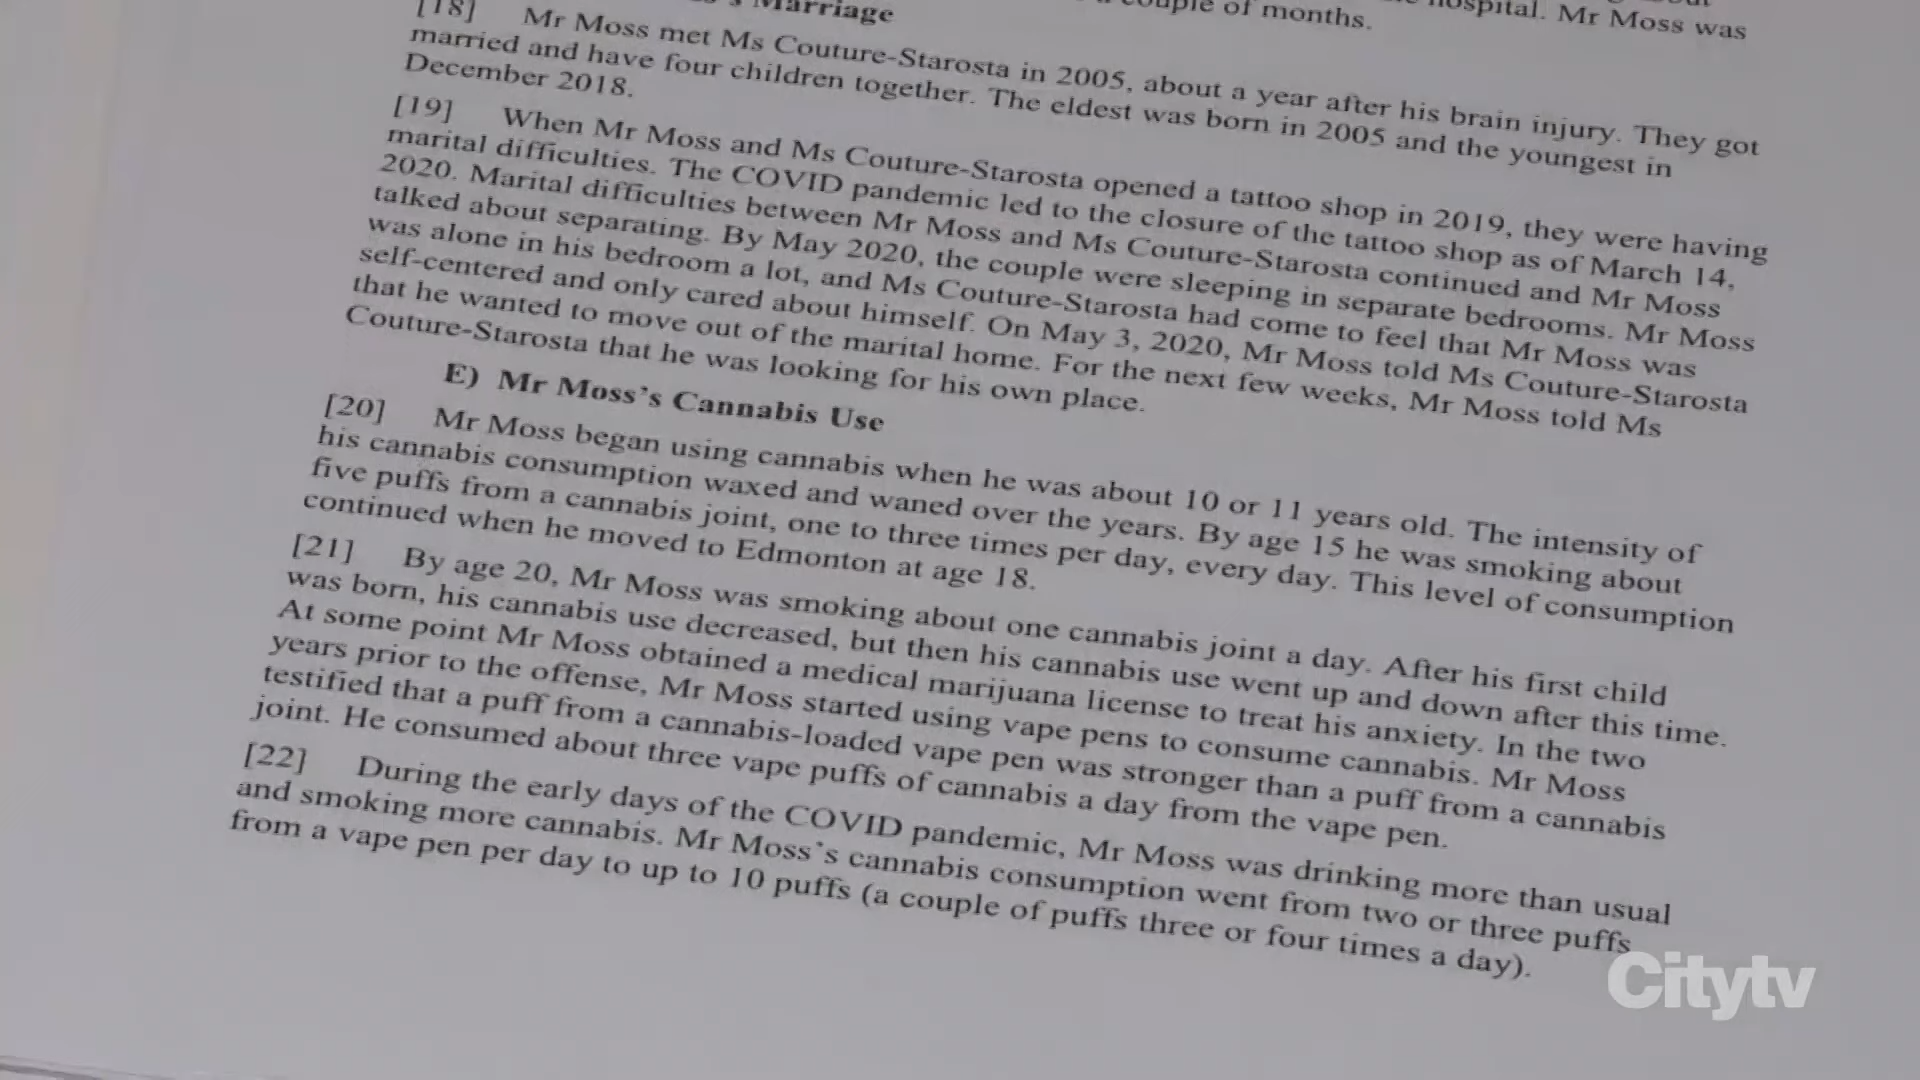 hospital. Mr Moss was
couple of months.
Marriage
[18] Mr Moss met Ms Couture-Starosta in 2005, about a year after his brain injury. They got
married and have four children together. The eldest was born in 2005 and the youngest in
December 2018.
[19] When Mr Moss and Ms Couture-Starosta opened a tattoo shop in 2019, they were having
marital difficulties. The COVID pandemic led to the closure of the tattoo shop as of March 14,
2020. Marital difficulties between Mr Moss and Ms Couture-Starosta continued and Mr Moss
talked about separating. By May 2020, the couple were sleeping in separate bedrooms. Mr Moss
was alone in his bedroom a lot, and Ms Couture-Starosta had come to feel that Mr Moss was
self-centered and only cared about himself. On May 3, 2020, Mr Moss told Ms Couture-Starosta
that he wanted to move out of the marital home. For the next few weeks, Mr Moss told Ms
Couture-Starosta that he was looking for his own place.
E) Mr Moss's Cannabis Use
[20] Mr Moss began using cannabis when he was about 10 or 11 years old. The intensity of
his cannabis consumption waxed and waned over the years. By age 15 he was smoking about
five puffs from a cannabis joint, one to three times per day, every day. This level of consumption
continued when he moved to Edmonton at age 18.
[21] By age 20, Mr Moss was smoking about one cannabis joint a day. After his first child
was born, his cannabis use decreased, but then his cannabis use went up and down after this time.
At some point Mr Moss obtained a medical marijuana license to treat his anxiety. In the two
years prior to the offense, Mr Moss started using vape pens to consume cannabis. Mr Moss
testified that a puff from a cannabis-loaded vape pen was stronger than a puff from a cannabis
joint. He consumed about three vape puffs of cannabis a day from the vape pen.
[22] During the early days of the COVID pandemic, Mr Moss was drinking more than usual
and smoking more cannabis. Mr Moss's cannabis consumption went from two or three puffs
from a vape pen per day to up to 10 puffs (a couple of puffs three or four times a day).
Citytv